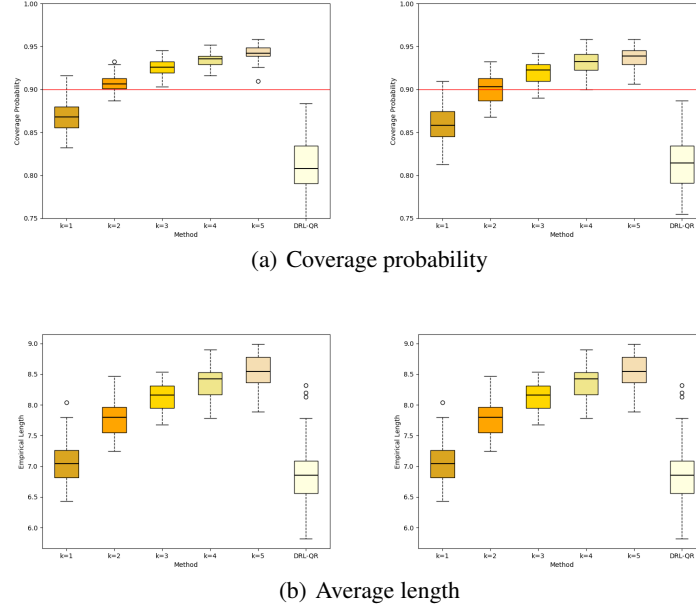 1.00
0.95
0.90
0.85
0.80
0.75
Coverage Probability
k=1 k=2 k=3 k=4 k=5 DRL-QR
Method
1.00
0.95
0.90
0.85
0.80
0.75
Coverage Probability
k=1 k=2 k=3 k=4 k=5 DRL-QR
Method
(a) Coverage probability
9.0
8.5
8.0
7.5
7.0
6.5
6.0
Empirical Length
k=1 k=2 k=3 k=4 k=5 DRL-QR
Method
9.0
8.5
8.0
7.5
7.0
6.5
6.0
Empirical Length
k=1 k=2 k=3 k=4 k=5 DRL-QR
Method
(b) Average length